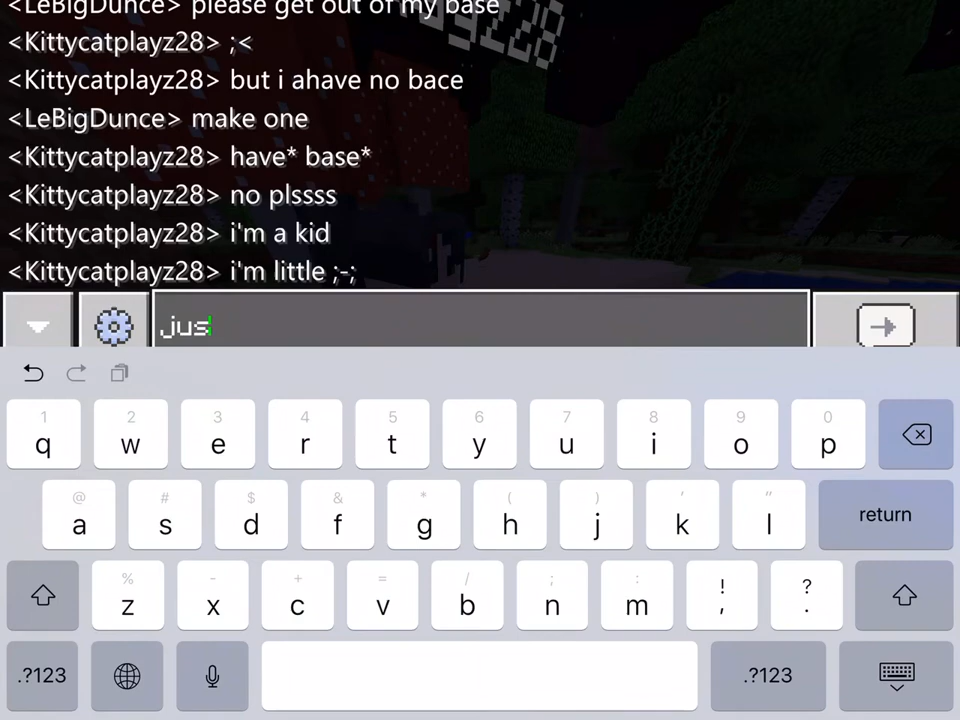 <LeBigDunce> please get out of my base
<Kittycatplayz28> ;<
<Kittycatplayz28> but i ahave no bace
<LeBigDunce> make one
<Kittycatplayz28> have* base*
<Kittycatplayz28> no plssss
<Kittycatplayz28> i'm a kid
<Kittycatplayz28> i'm little ;-;
jus
1 2 3 4 5 6 7 8 9 0
q w e r t y u i o p
@ # $ & * ( ) ' "
a s d f g h j k l return
% - + = / ; : ! ?
z x c v b n m , .
.?123 .?123